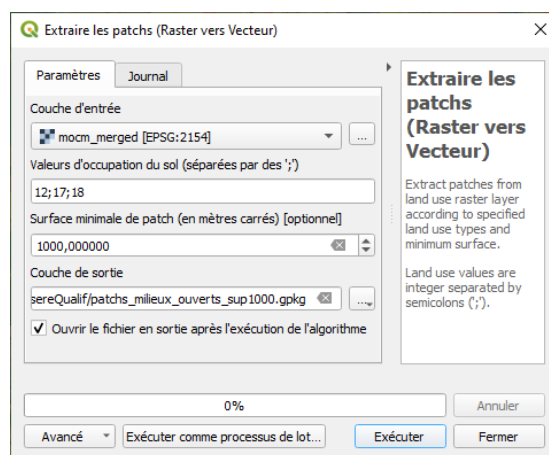 Extraire les patchs (Raster vers Vecteur)
Paramètres
Journal
Couche d'entrée
mocm_merged [EPSG:2154]
...
Valeurs d'occupation du sol (séparées par des ';')
12;17;18
Surface minimale de patch (en mètres carrés) [optionnel]
1000,000000
Couche de sortie
sereQualif/patchs_milieux_ouverts_sup1000.gpkg
...
Ouvrir le fichier en sortie après l'exécution de l'algorithme
Extraire les
patchs
(Raster vers
Vecteur)
Extract patches from
land use raster layer
according to specified
land use types and
minimum surface.
Land use values are
integer separated by
semicolons (';').
0%
Annuler
Avancé
Exécuter comme processus de lot...
Exécuter
Fermer